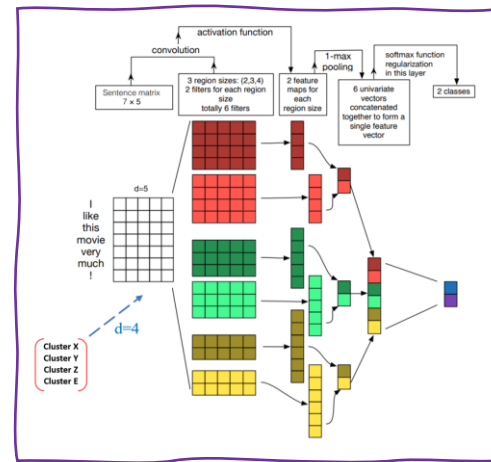 activation function
convolution
1-max
pooling
softmax function
regularization
in this layer
Sentence matrix
7 × 5
3 region sizes: (2,3,4)
2 filters for each region
size
totally 6 filters
2 feature
maps for
each
region size
6 univariate
vectors
concatenated
together to form a
single feature
vector
2 classes
d=5
I
like
this
movie
very
much
!
d=4
Cluster X
Cluster Y
Cluster Z
Cluster E